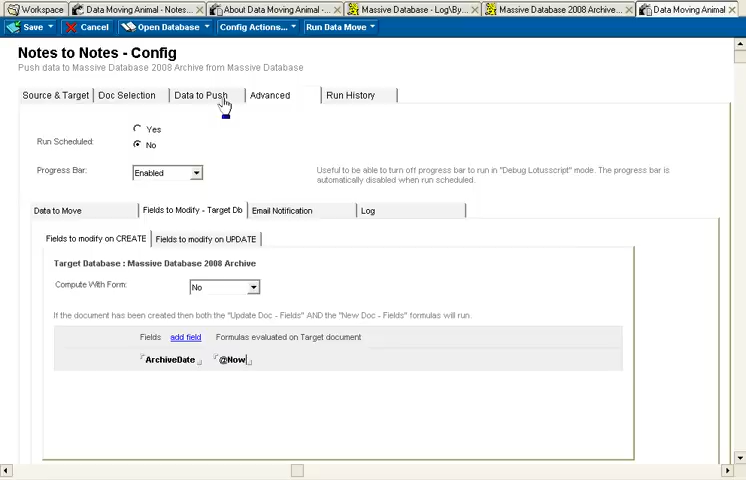 Workspace
Data Moving Animal - Notes...
About Data Moving Animal - ...
Massive Database - Log\By...
Massive Database 2008 Archive...
Data Moving Animal
Save
Cancel
Open Database
Config Actions...
Run Data Move
Notes to Notes - Config
Push data to Massive Database 2008 Archive from Massive Database
Source & Target
Doc Selection
Data to Push
Advanced
Run History
Run Scheduled:
Yes
No
Progress Bar:
Enabled
Useful to be able to turn off progress bar to run in "Debug Lotusscript" mode. The progress bar is
automatically disabled when run scheduled.
Data to Move
Fields to Modify - Target Db
Email Notification
Log
Fields to modify on CREATE
Fields to modify on UPDATE
Target Database : Massive Database 2008 Archive
Compute With Form:
No
If the document has been created then both the "Update Doc - Fields" AND the "New Doc - Fields" formulas will run.
Fields
add field
Formulas evaluated on Target document
ArchiveDate
@Now